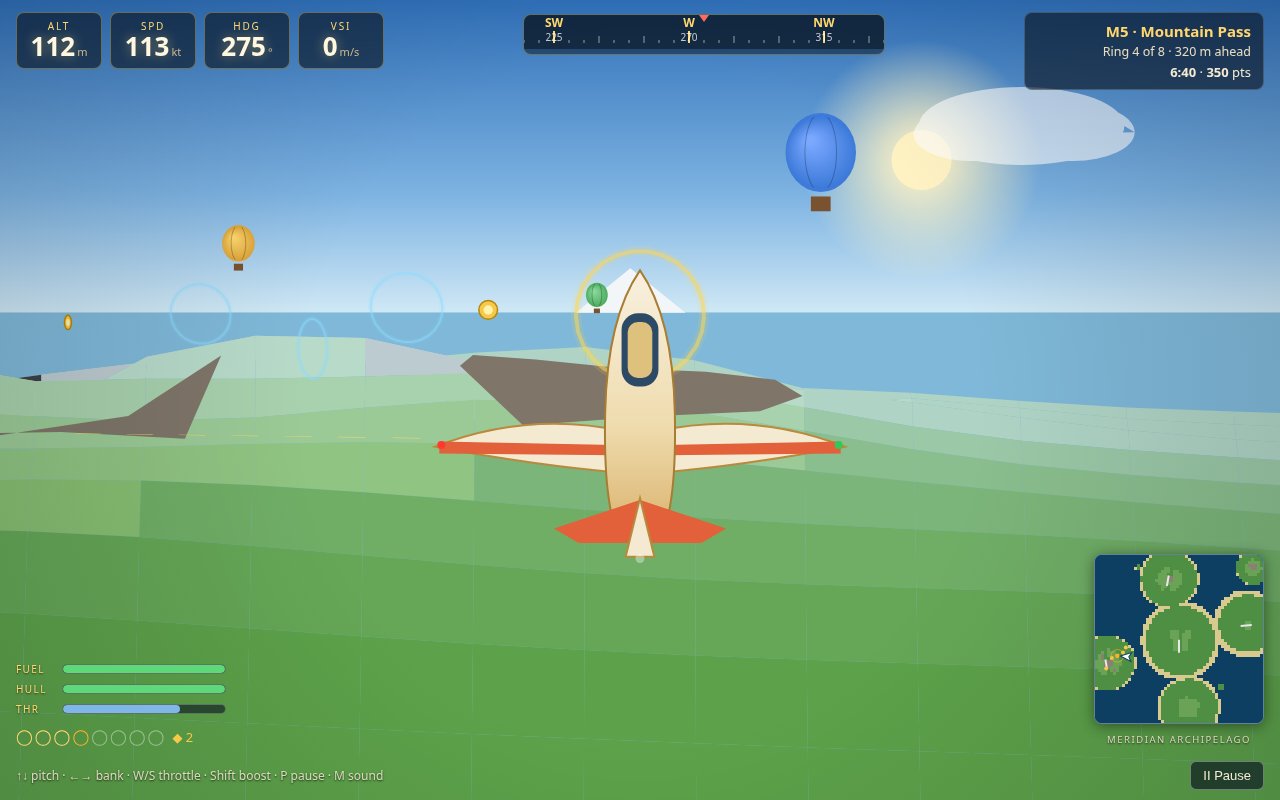 ALT
112 m
SPD
113 kt
HDG
275 °
VSI
0 m/s
SW
225
W
270
NW
315
M5 · Mountain Pass
Ring 4 of 8 · 320 m ahead
6:40 · 350 pts
FUEL
HULL
THR
◆ 2
↑↓ pitch · ←→ bank · W/S throttle · Shift boost · P pause · M sound
MERIDIAN ARCHIPELAGO
II Pause